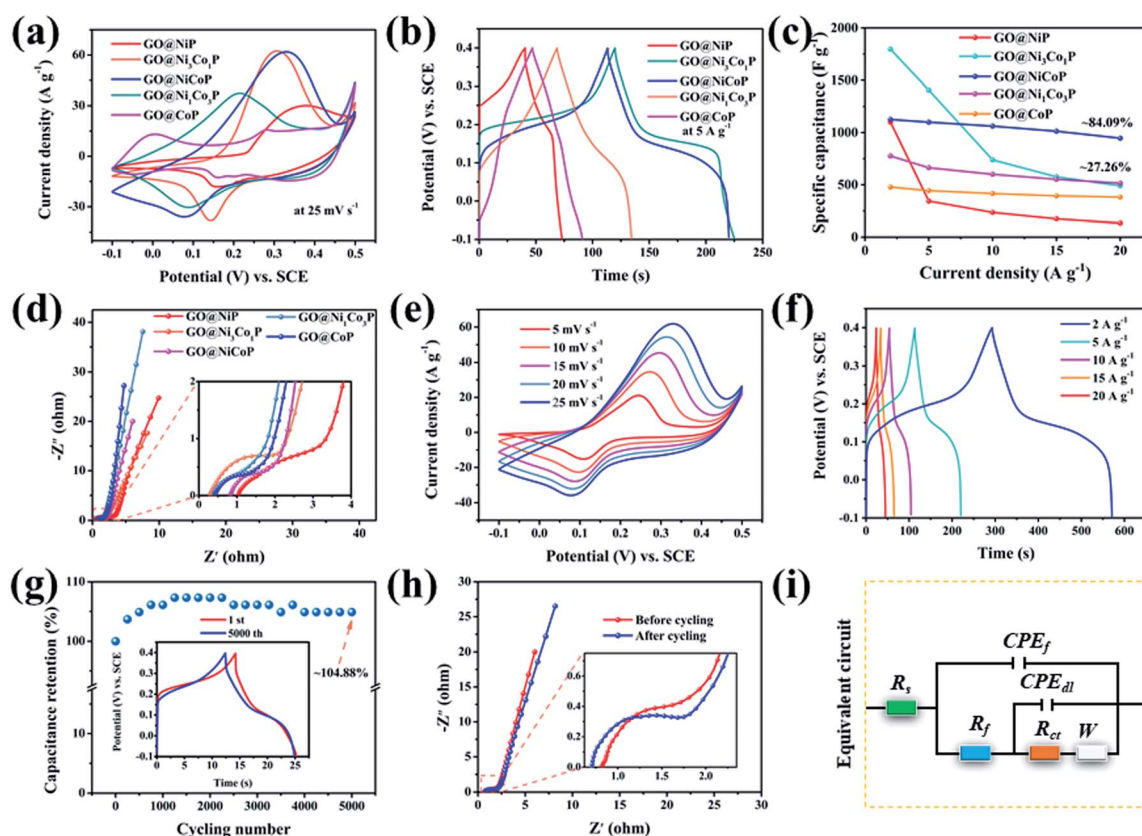 (a)
GO@NiP
GO@Ni₃Co₁P
GO@NiCoP
GO@Ni₁Co₃P
GO@CoP
at 25 mV s⁻¹
Current density (A g⁻¹)
60
30
0
-30
-0.1 0.0 0.1 0.2 0.3 0.4 0.5
Potential (V) vs. SCE
(b)
GO@NiP
GO@Ni₃Co₁P
GO@NiCoP
GO@Ni₁Co₃P
GO@CoP
at 5 A g⁻¹
Potential (V) vs. SCE
0.4
0.3
0.2
0.1
0.0
-0.1
0 50 100 150 200 250
Time (s)
(c)
GO@NiP
GO@Ni₃Co₁P
GO@NiCoP
GO@Ni₁Co₃P
GO@CoP
~84.09%
~27.26%
Specific capacitance (F g⁻¹)
2000
1750
1500
1250
1000
750
500
250
0
0 5 10 15 20
Current density (A g⁻¹)
(d)
GO@NiP
GO@Ni₃Co₁P
GO@NiCoP
GO@Ni₁Co₃P
GO@CoP
-Z″ (ohm)
40
30
20
10
0
2
1
0
0 1 2 3 4
0 10 20 30 40
Z′ (ohm)
(e)
5 mV s⁻¹
10 mV s⁻¹
15 mV s⁻¹
20 mV s⁻¹
25 mV s⁻¹
Current density (A g⁻¹)
60
40
20
0
-20
-40
-0.1 0.0 0.1 0.2 0.3 0.4 0.5
Potential (V) vs. SCE
(f)
2 A g⁻¹
5 A g⁻¹
10 A g⁻¹
15 A g⁻¹
20 A g⁻¹
Potential (V) vs. SCE
0.4
0.3
0.2
0.1
0.0
-0.1
0 100 200 300 400 500 600
Time (s)
(g)
Capacitance retention (%)
110
105
100
60
30
0
1 st
5000 th
Potential (V) vs. SCE
0.4
0.3
0.2
0.1
0.0
-0.1
0 5 10 15 20 25
Time (s)
~104.88%
0 1000 2000 3000 4000 5000
Cycling number
(h)
Before cycling
After cycling
-Z″ (ohm)
30
25
20
15
10
5
0
0.6
0.4
0.2
0.0
1.0 1.5 2.0
0 5 10 15 20 25 30
Z′ (ohm)
(i)
Equivalent circuit
CPE_f
CPE_dl
R_s
R_f
R_ct
W